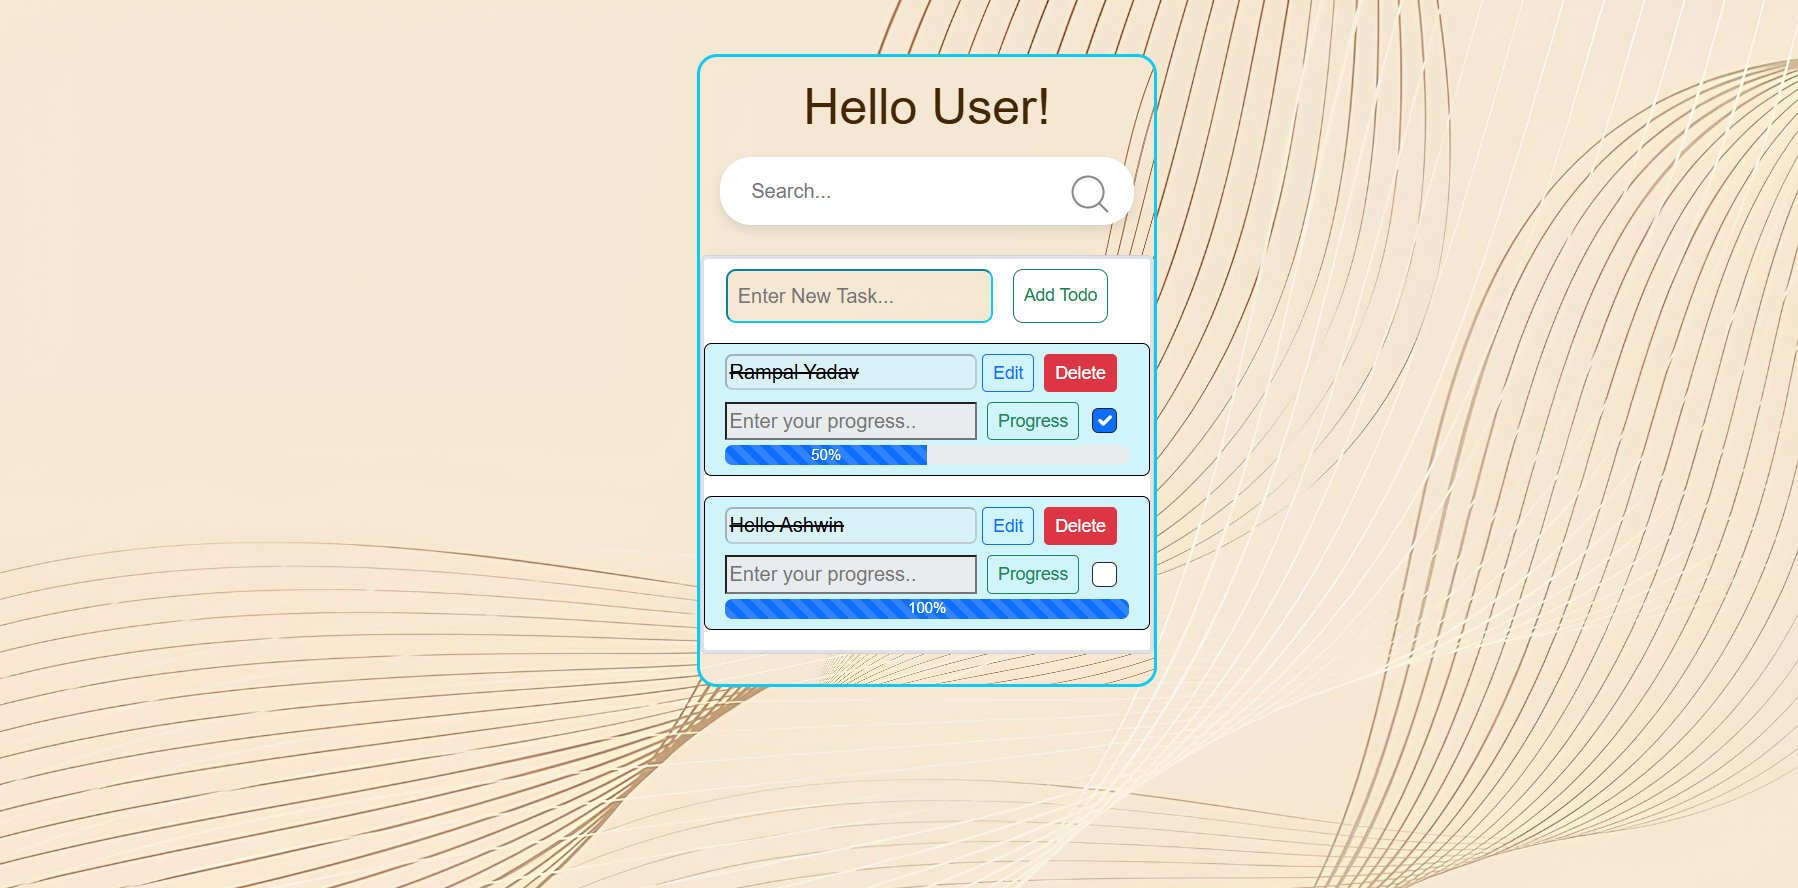 Hello User!
Search...
Enter New Task... Add Todo
Rampal Yadav Edit Delete
Enter your progress.. Progress
50%
Hello Ashwin Edit Delete
Enter your progress.. Progress
100%